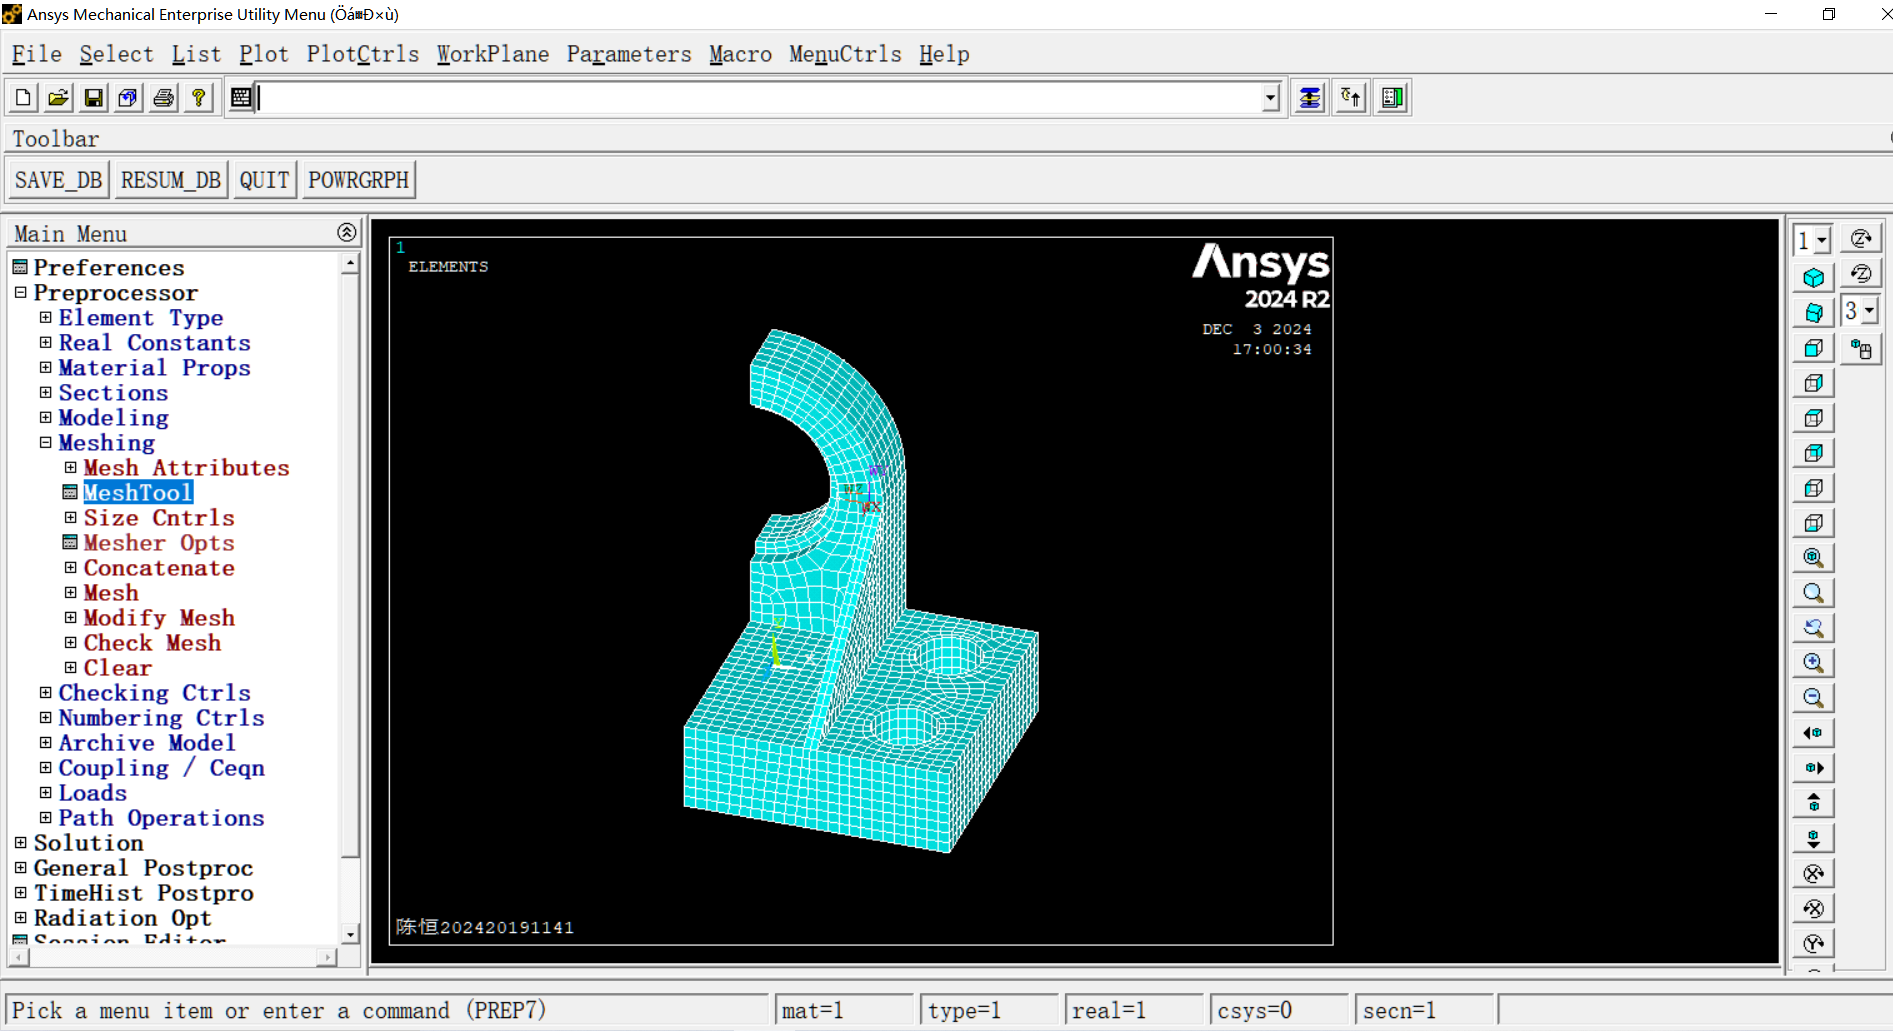 Ansys Mechanical Enterprise Utility Menu (Öá¤Ð×ù)
File Select List Plot PlotCtrls WorkPlane Parameters Macro MenuCtrls Help
Toolbar
SAVE_DB RESUM_DB QUIT POWRGRPH
Main Menu
Preferences
Preprocessor
Element Type
Real Constants
Material Props
Sections
Modeling
Meshing
Mesh Attributes
MeshTool
Size Cntrls
Mesher Opts
Concatenate
Mesh
Modify Mesh
Check Mesh
Clear
Checking Ctrls
Numbering Ctrls
Archive Model
Coupling / Ceqn
Loads
Path Operations
Solution
General Postproc
TimeHist Postpro
Radiation Opt
Session Editor
1
ELEMENTS
Ansys
2024 R2
DEC 3 2024
17:00:34
WY
WZ
WX
Y
X
陈恒202420191141
1
3
Pick a menu item or enter a command (PREP7)
mat=1
type=1
real=1
csys=0
secn=1